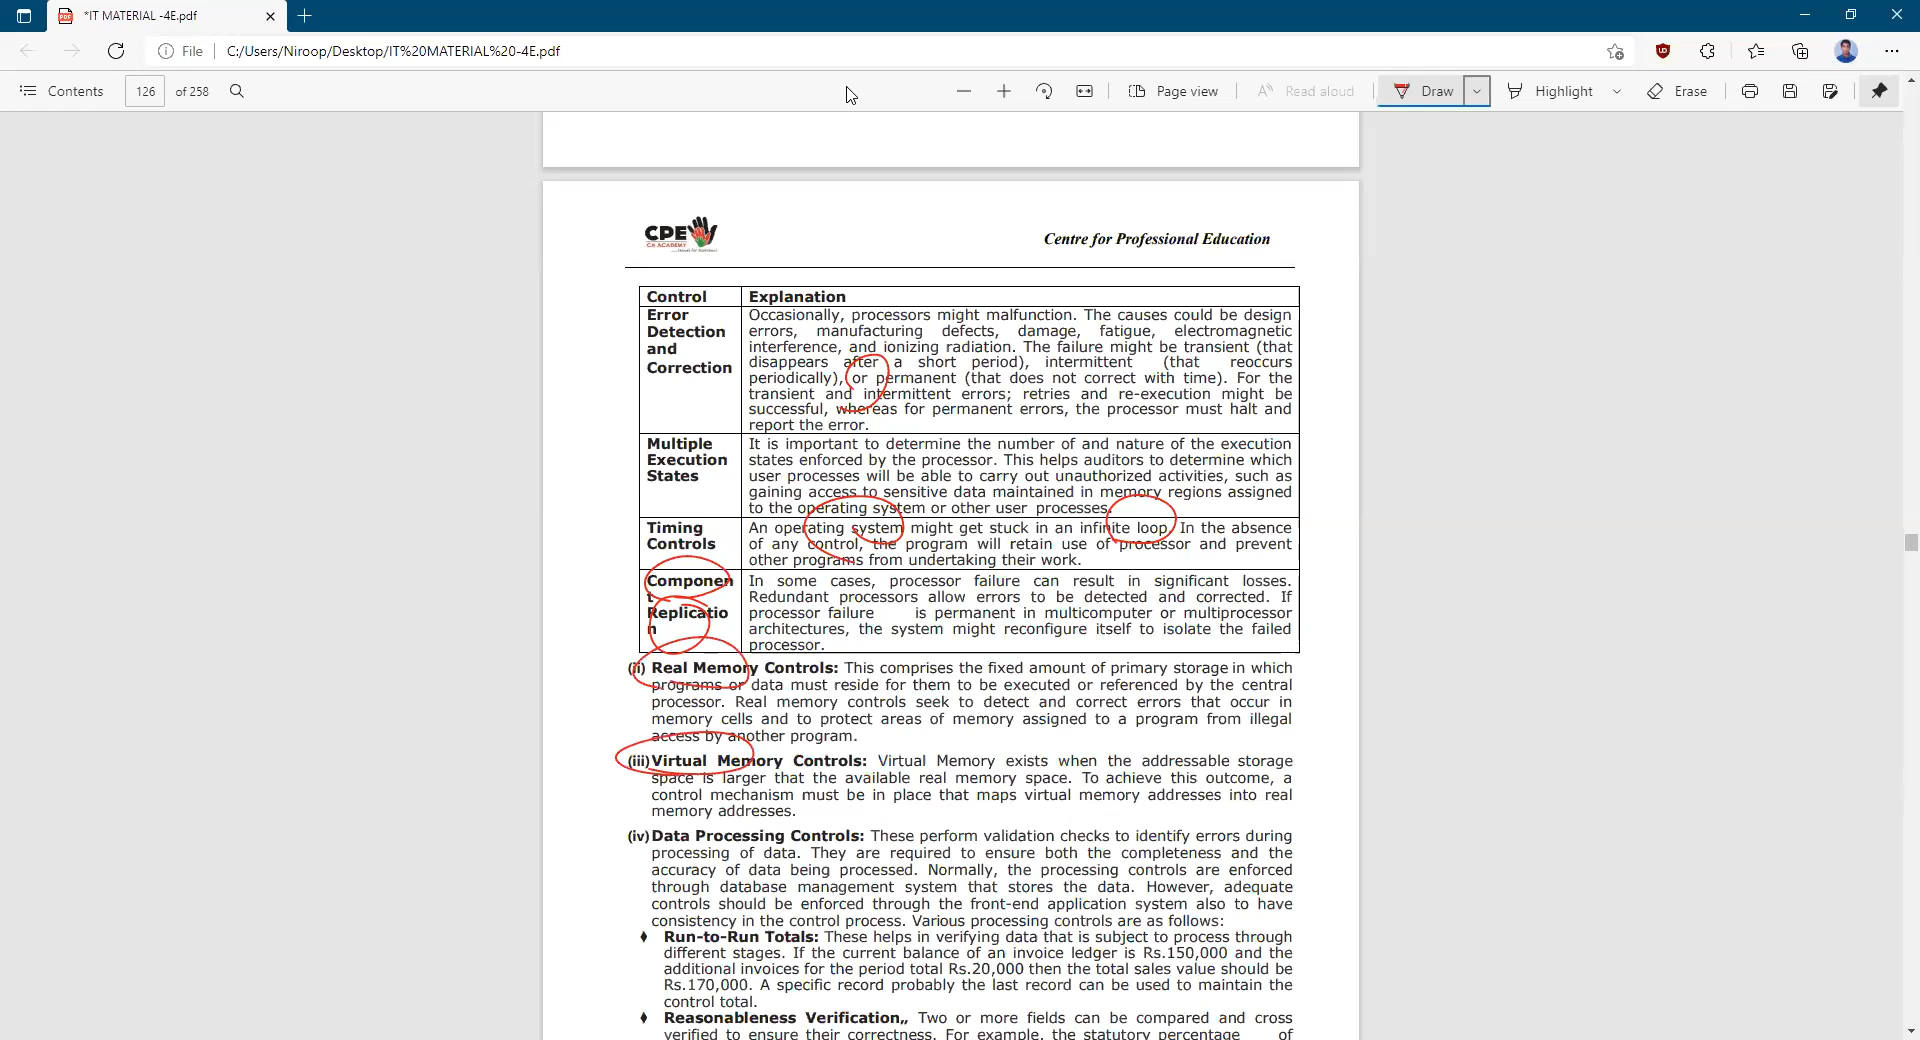 *IT MATERIAL -4E.pdf
File
C:/Users/Niroop/Desktop/IT%20MATERIAL%20-4E.pdf
Contents
126
of 258
Page view
Read aloud
Draw
Highlight
Erase
CPE
CA ACADEMY
Centre for Professional Education
Control
Explanation
Error
Detection
and
Correction
Occasionally, processors might malfunction. The causes could be design
errors, manufacturing defects, damage, fatigue, electromagnetic
interference, and ionizing radiation. The failure might be transient (that
disappears after a short period), intermittent (that reoccurs
periodically), or permanent (that does not correct with time). For the
transient and intermittent errors; retries and re-execution might be
successful, whereas for permanent errors, the processor must halt and
report the error.
Multiple
Execution
States
It is important to determine the number of and nature of the execution
states enforced by the processor. This helps auditors to determine which
user processes will be able to carry out unauthorized activities, such as
gaining access to sensitive data maintained in memory regions assigned
to the operating system or other user processes.
Timing
Controls
An operating system might get stuck in an infinite loop. In the absence
of any control, the program will retain use of processor and prevent
other programs from undertaking their work.
Componen
t
Replicatio
n
In some cases, processor failure can result in significant losses.
Redundant processors allow errors to be detected and corrected. If
processor failure is permanent in multicomputer or multiprocessor
architectures, the system might reconfigure itself to isolate the failed
processor.
(ii) Real Memory Controls: This comprises the fixed amount of primary storage in which
programs or data must reside for them to be executed or referenced by the central
processor. Real memory controls seek to detect and correct errors that occur in
memory cells and to protect areas of memory assigned to a program from illegal
access by another program.
(iii) Virtual Memory Controls: Virtual Memory exists when the addressable storage
space is larger that the available real memory space. To achieve this outcome, a
control mechanism must be in place that maps virtual memory addresses into real
memory addresses.
(iv) Data Processing Controls: These perform validation checks to identify errors during
processing of data. They are required to ensure both the completeness and the
accuracy of data being processed. Normally, the processing controls are enforced
through database management system that stores the data. However, adequate
controls should be enforced through the front-end application system also to have
consistency in the control process. Various processing controls are as follows:
♦ Run-to-Run Totals: These helps in verifying data that is subject to process through
different stages. If the current balance of an invoice ledger is Rs.150,000 and the
additional invoices for the period total Rs.20,000 then the total sales value should be
Rs.170,000. A specific record probably the last record can be used to maintain the
control total.
♦ Reasonableness Verification„ Two or more fields can be compared and cross
verified to ensure their correctness. For example, the statutory percentage of